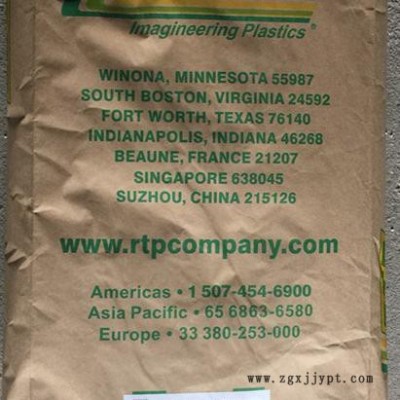 Imagineering Plastics®
WINONA, MINNESOTA 55987
SOUTH BOSTON, VIRGINIA 24592
FORT WORTH, TEXAS 76140
INDIANAPOLIS, INDIANA 46268
BEAUNE, FRANCE 21207
SINGAPORE 638045
SUZHOU, CHINA 215126
www.rtpcompany.com
Americas • 1 507-454-6900
Asia Pacific • 65 6863-6580
Europe • 33 380-253-000
www.zgxjjypt.com